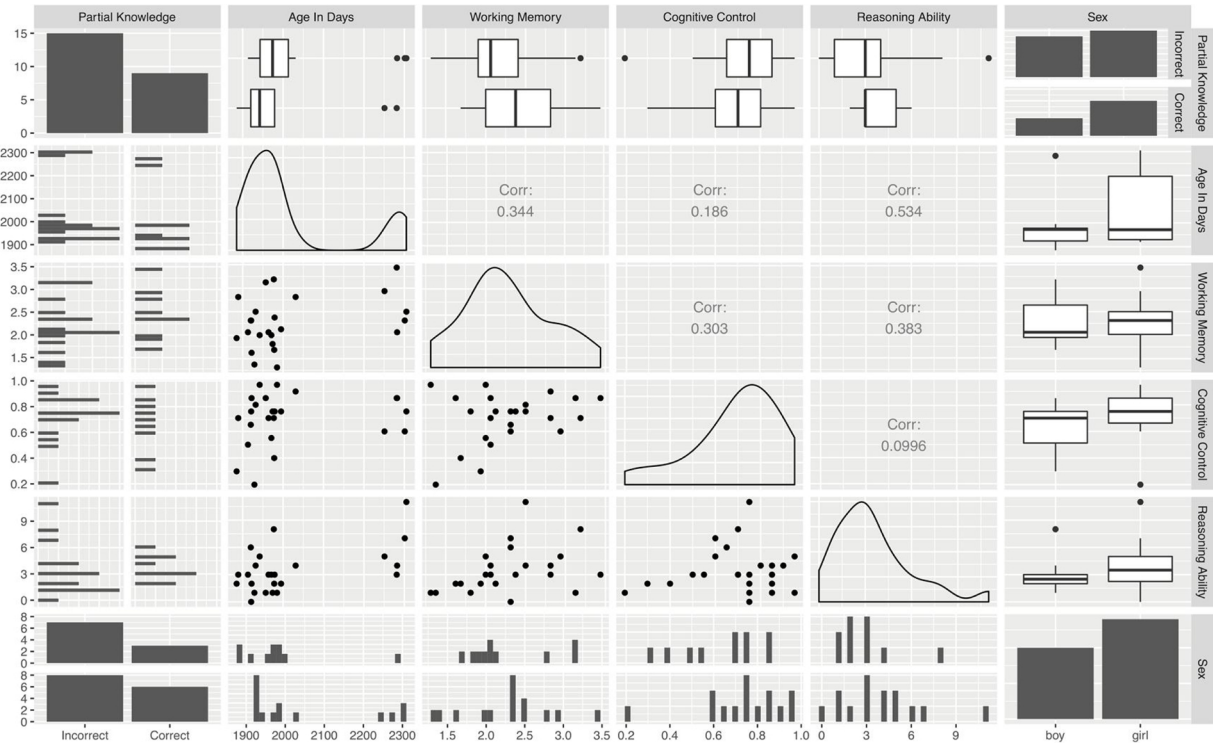 Partial Knowledge Age In Days Working Memory Cognitive Control Reasoning Ability Sex
15
10
5
0
Incorrect
Correct
Partial Knowledge
2300
2200
2100
2000
1900
Corr:
0.344
Corr:
0.186
Corr:
0.534
Age In Days
3.5
3.0
2.5
2.0
1.5
Corr:
0.303
Corr:
0.383
Working Memory
1.0
0.8
0.6
0.4
0.2
Corr:
0.0996
Cognitive Control
9
6
3
0
Reasoning Ability
8
6
4
2
0
8
6
4
2
0
Sex
Incorrect Correct 1900 2000 2100 2200 2300 1.5 2.0 2.5 3.0 3.5 0.2 0.4 0.6 0.8 1.0 0 3 6 9 boy girl